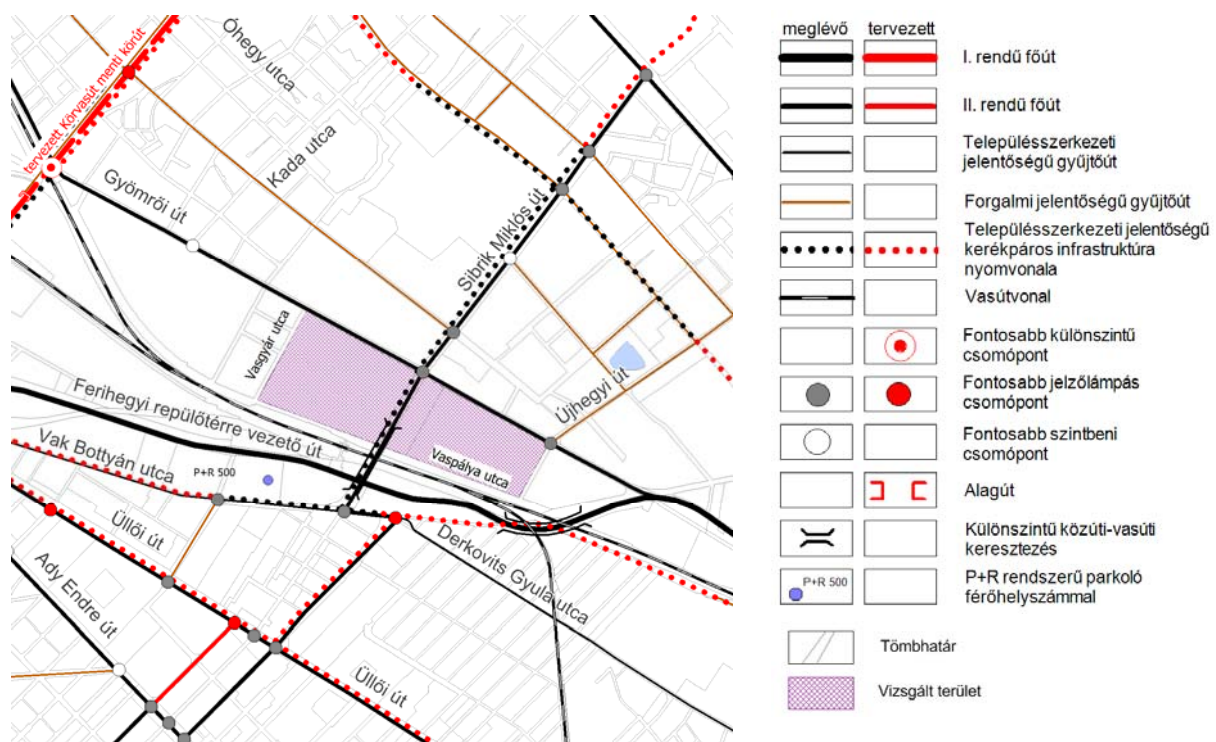 tervezett Körvasút menti körút
Óhegy utca
Kada utca
Gyömrői út
Sibrik Miklós út
Vasgyár utca
Újhegyi út
Ferihegyi repülőtérre vezető út
Vak Bottyán utca
P+R 500
Vaspálya utca
Üllői út
Derkovits Gyula utca
Ady Endre út
Üllői út
meglévő tervezett
I. rendű főút
II. rendű főút
Településszerkezeti
jelentőségű gyűjtőút
Forgalmi jelentőségű gyűjtőút
Településszerkezeti jelentőségű
kerékpáros infrastruktúra
nyomvonala
Vasútvonal
Fontosabb különszintű
csomópont
Fontosabb jelzőlámpás
csomópont
Fontosabb szintbeni
csomópont
Alagút
Különszintű közúti-vasúti
keresztezés
P+R 500
P+R rendszerű parkoló
férőhelyszámmal
Tömbhatár
Vizsgált terület